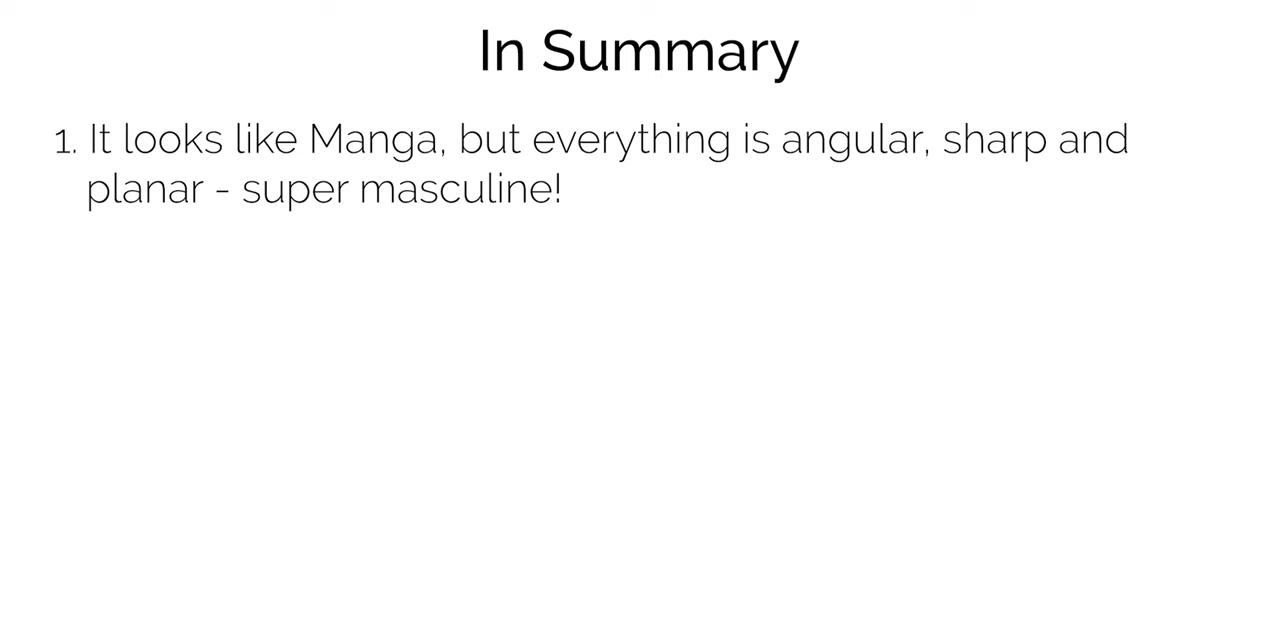 In Summary
1. It looks like Manga, but everything is angular, sharp and
planar - super masculine!